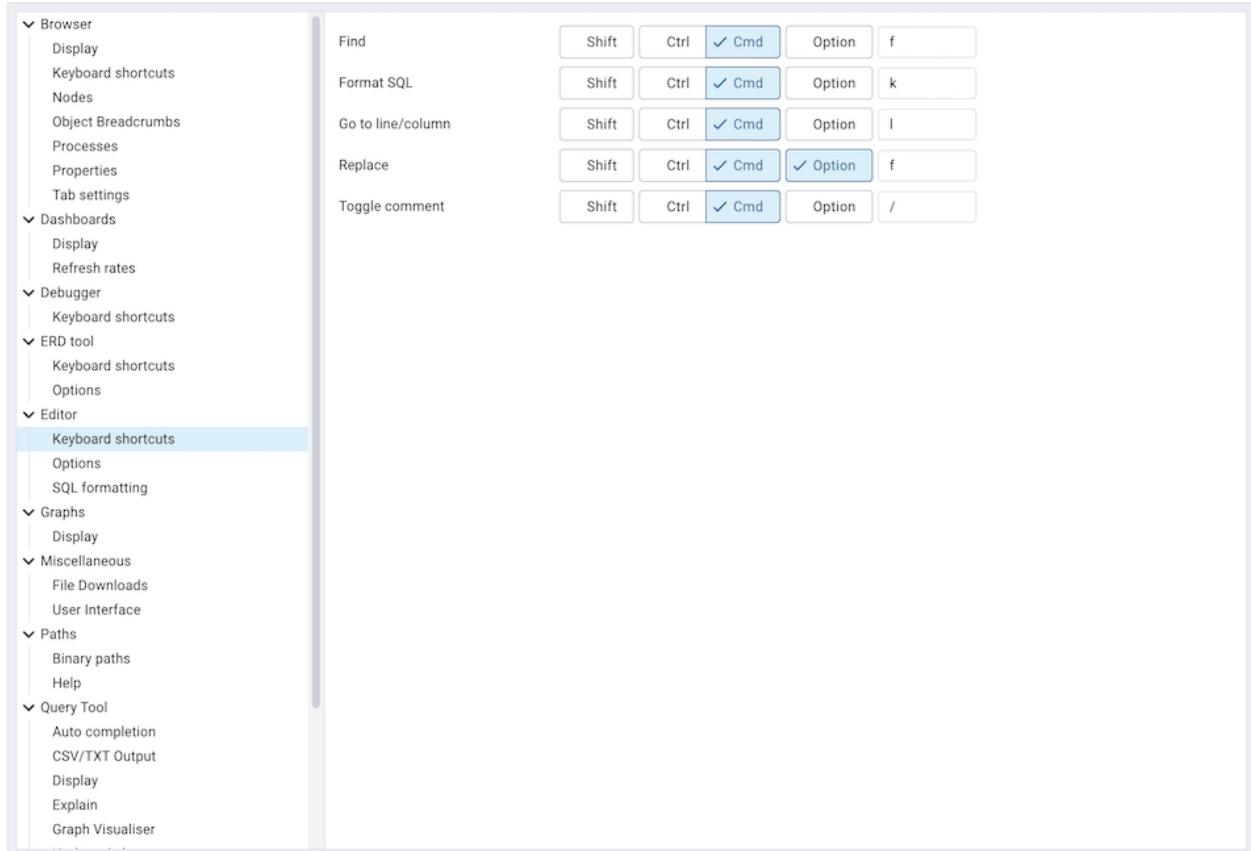 Browser
Display
Keyboard shortcuts
Nodes
Object Breadcrumbs
Processes
Properties
Tab settings
Dashboards
Display
Refresh rates
Debugger
Keyboard shortcuts
ERD tool
Keyboard shortcuts
Options
Editor
Keyboard shortcuts
Options
SQL formatting
Graphs
Display
Miscellaneous
File Downloads
User Interface
Paths
Binary paths
Help
Query Tool
Auto completion
CSV/TXT Output
Display
Explain
Graph Visualiser
Find Shift Ctrl Cmd Option f
Format SQL Shift Ctrl Cmd Option k
Go to line/column Shift Ctrl Cmd Option l
Replace Shift Ctrl Cmd Option f
Toggle comment Shift Ctrl Cmd Option /